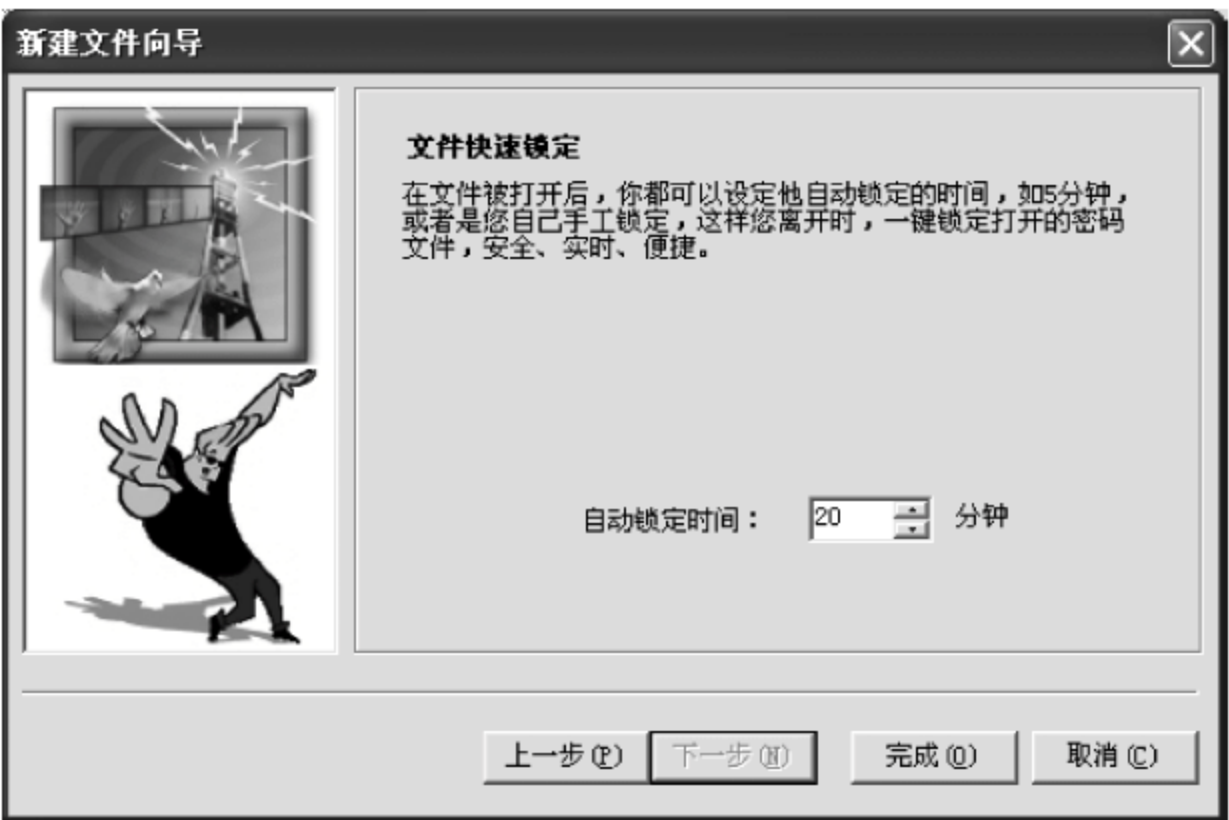 新建文件向导
文件快速锁定
在文件被打开后，你都可以设定他自动锁定的时间，如5分钟，
或者是您自己手工锁定，这样您离开时，一键锁定打开的密码
文件，安全、实时、便捷。
自动锁定时间： 20 分钟
上一步(P) 下一步(N) 完成(O) 取消(C)